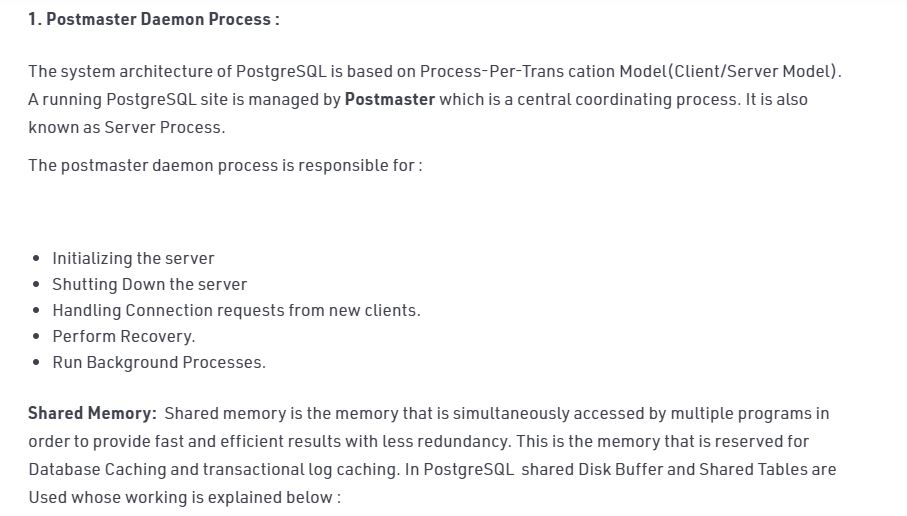 1. Postmaster Daemon Process :
The system architecture of PostgreSQL is based on Process-Per-Trans cation Model(Client/Server Model).
A running PostgreSQL site is managed by Postmaster which is a central coordinating process. It is also
known as Server Process.
The postmaster daemon process is responsible for :
• Initializing the server
• Shutting Down the server
• Handling Connection requests from new clients.
• Perform Recovery.
• Run Background Processes.
Shared Memory: Shared memory is the memory that is simultaneously accessed by multiple programs in
order to provide fast and efficient results with less redundancy. This is the memory that is reserved for
Database Caching and transactional log caching. In PostgreSQL shared Disk Buffer and Shared Tables are
Used whose working is explained below :